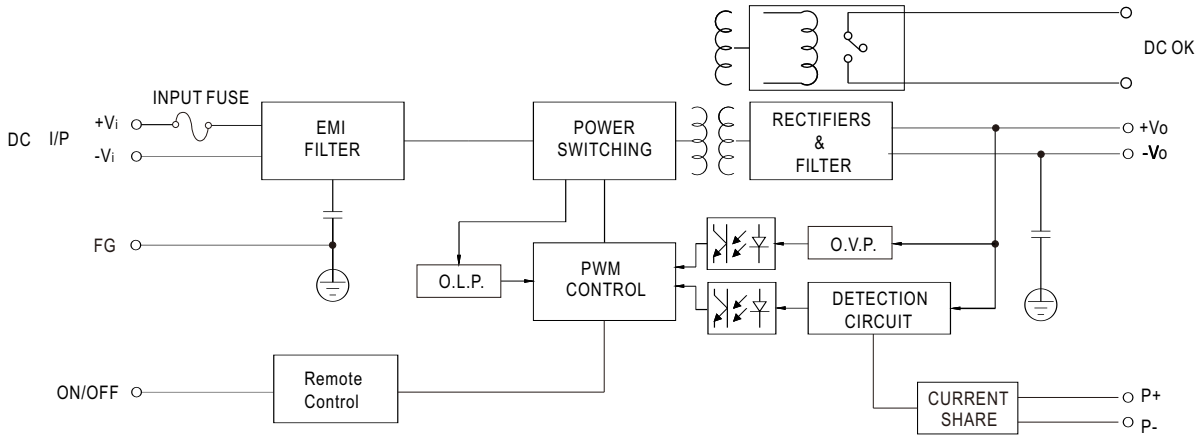 DC OK
INPUT FUSE
DC I/P
+Vi
-Vi
EMI
FILTER
POWER
SWITCHING
RECTIFIERS
&
FILTER
+Vo
-Vo
FG
O.L.P.
PWM
CONTROL
O.V.P.
DETECTION
CIRCUIT
ON/OFF
Remote
Control
CURRENT
SHARE
P+
P-